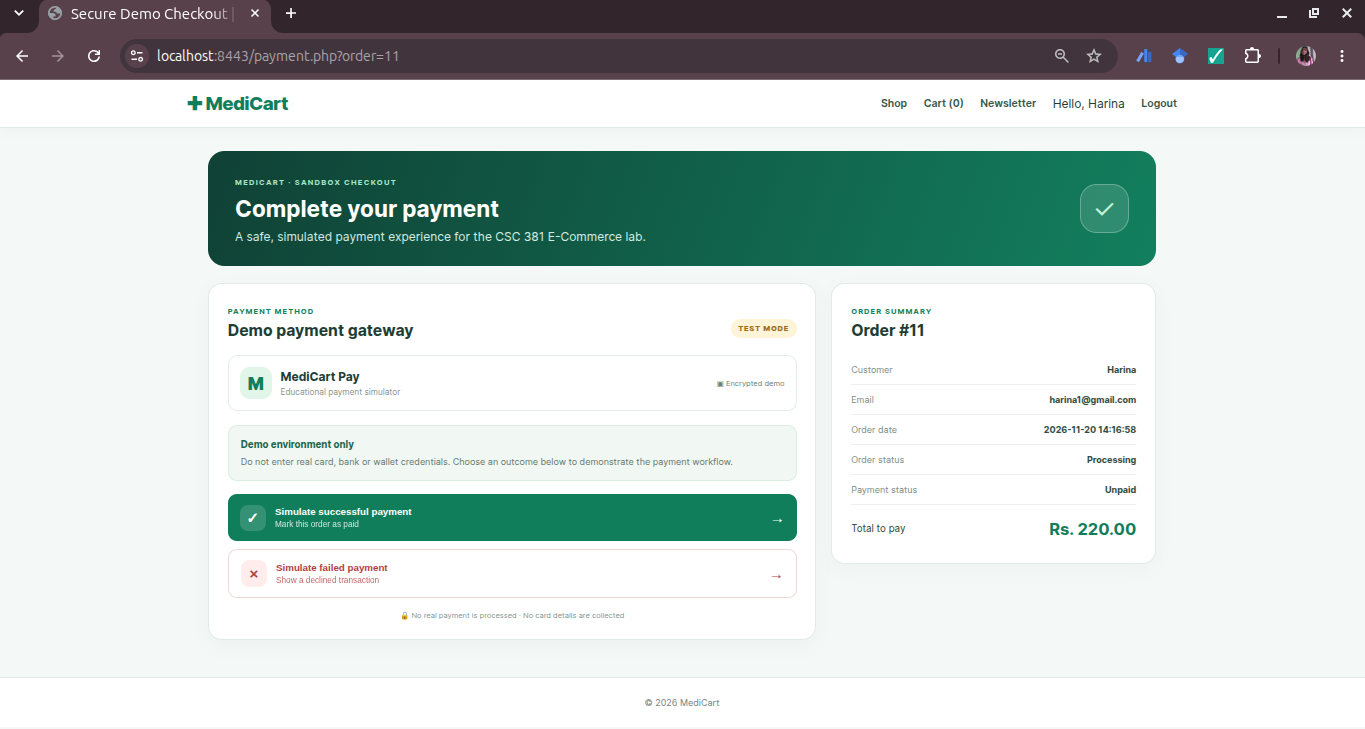 Secure Demo Checkout |
localhost:8443/payment.php?order=11
MediCart
Shop Cart (0) Newsletter Hello, Harina Logout
MEDICART · SANDBOX CHECKOUT
Complete your payment
A safe, simulated payment experience for the CSC 381 E-Commerce lab.
PAYMENT METHOD
Demo payment gateway
TEST MODE
M
MediCart Pay
Educational payment simulator
▣ Encrypted demo
Demo environment only
Do not enter real card, bank or wallet credentials. Choose an outcome below to demonstrate the payment workflow.
✓ Simulate successful payment
Mark this order as paid →
× Simulate failed payment
Show a declined transaction →
🔒 No real payment is processed · No card details are collected
ORDER SUMMARY
Order #11
Customer Harina
Email harina1@gmail.com
Order date 2026-11-20 14:16:58
Order status Processing
Payment status Unpaid
Total to pay Rs. 220.00
© 2026 MediCart